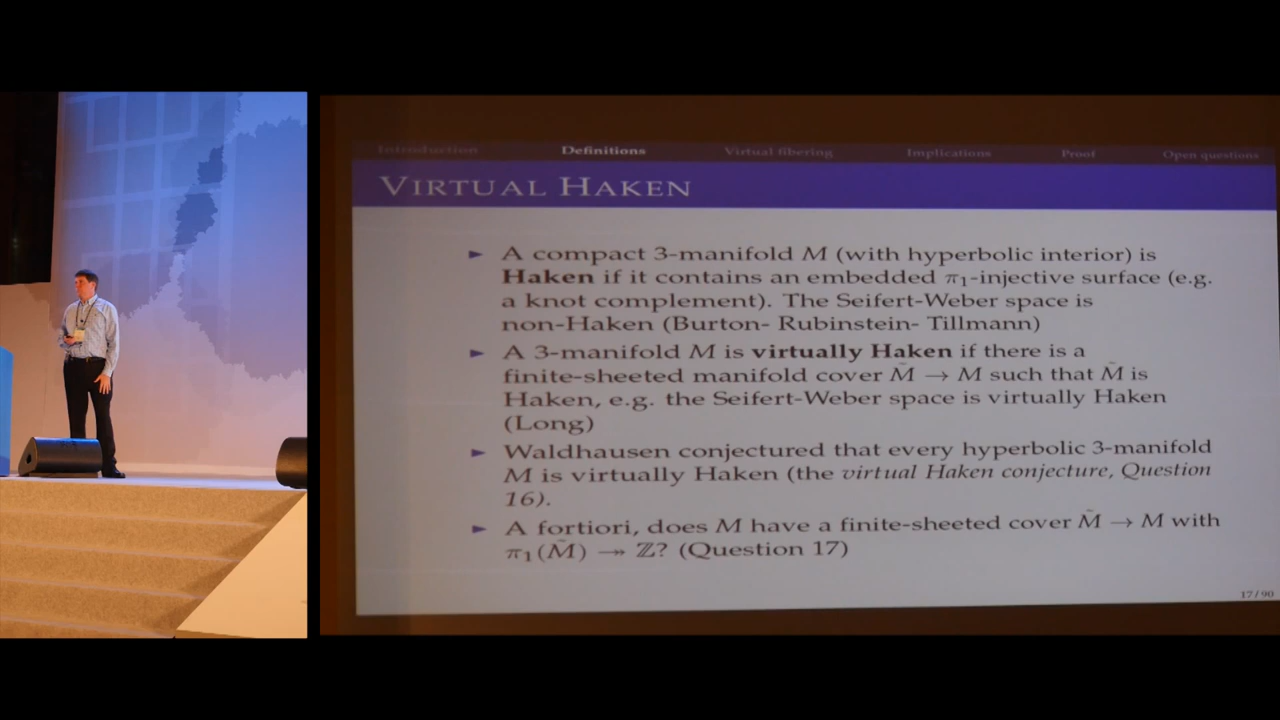 Introduction Definitions Virtual fibering Implications Proof Open questions
VIRTUAL HAKEN
► A compact 3-manifold M (with hyperbolic interior) is
Haken if it contains an embedded π₁-injective surface (e.g.
a knot complement). The Seifert-Weber space is
non-Haken (Burton- Rubinstein- Tillmann)
► A 3-manifold M is virtually Haken if there is a
finite-sheeted manifold cover M̃ → M such that M̃ is
Haken, e.g. the Seifert-Weber space is virtually Haken
(Long)
► Waldhausen conjectured that every hyperbolic 3-manifold
M is virtually Haken (the virtual Haken conjecture, Question
16).
► A fortiori, does M have a finite-sheeted cover M̃ → M with
π₁(M̃) ↠ ℤ? (Question 17)
17 / 90